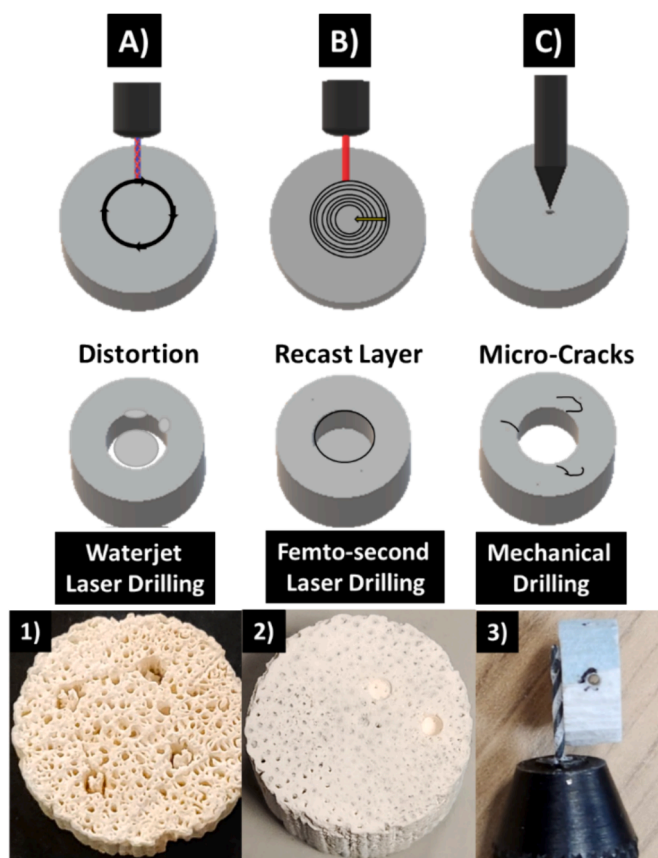 A)
B)
C)
Distortion
Recast Layer
Micro-Cracks
Waterjet
Laser Drilling
Femto-second
Laser Drilling
Mechanical
Drilling
1)
2)
3)